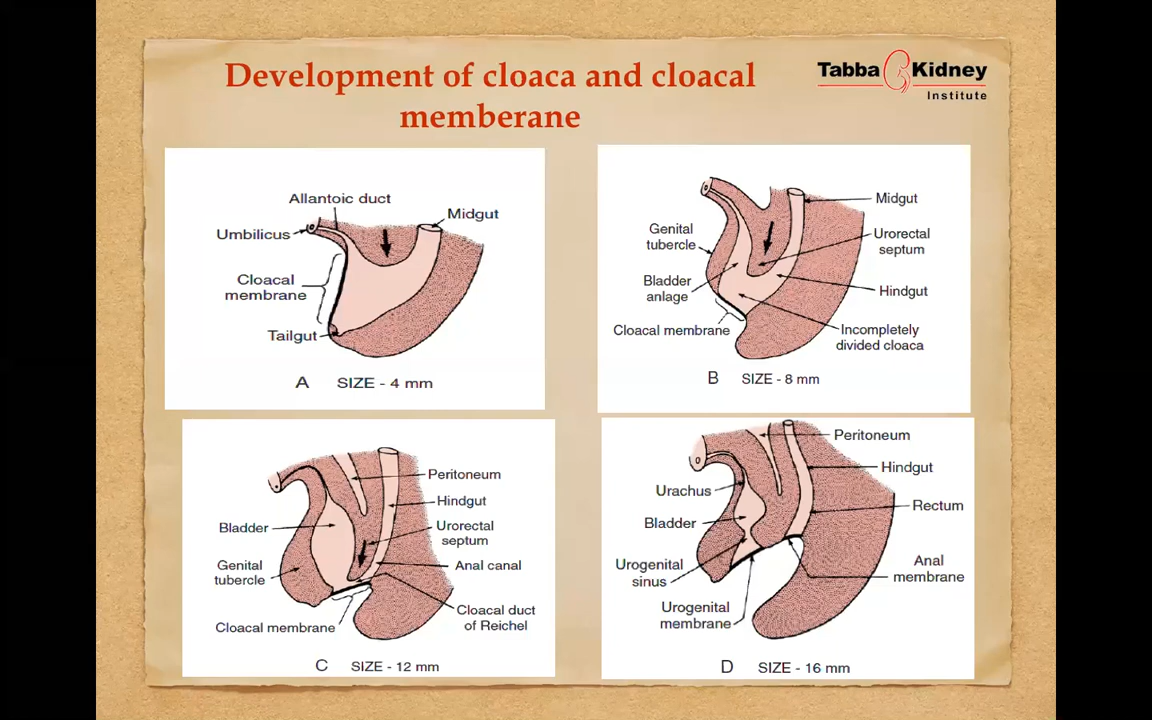 Development of cloaca and cloacal
memberane
Tabba Kidney
Institute
Allantoic duct
Midgut
Umbilicus
Cloacal
membrane
Tailgut
A SIZE - 4 mm
Midgut
Genital
tubercle
Urorectal
septum
Bladder
anlage
Hindgut
Cloacal membrane
Incompletely
divided cloaca
B SIZE - 8 mm
Peritoneum
Hindgut
Bladder
Urorectal
septum
Genital
tubercle
Anal canal
Cloacal duct
of Reichel
Cloacal membrane
C SIZE - 12 mm
Peritoneum
Hindgut
Urachus
Rectum
Bladder
Urogenital
sinus
Anal
membrane
Urogenital
membrane
D SIZE - 16 mm